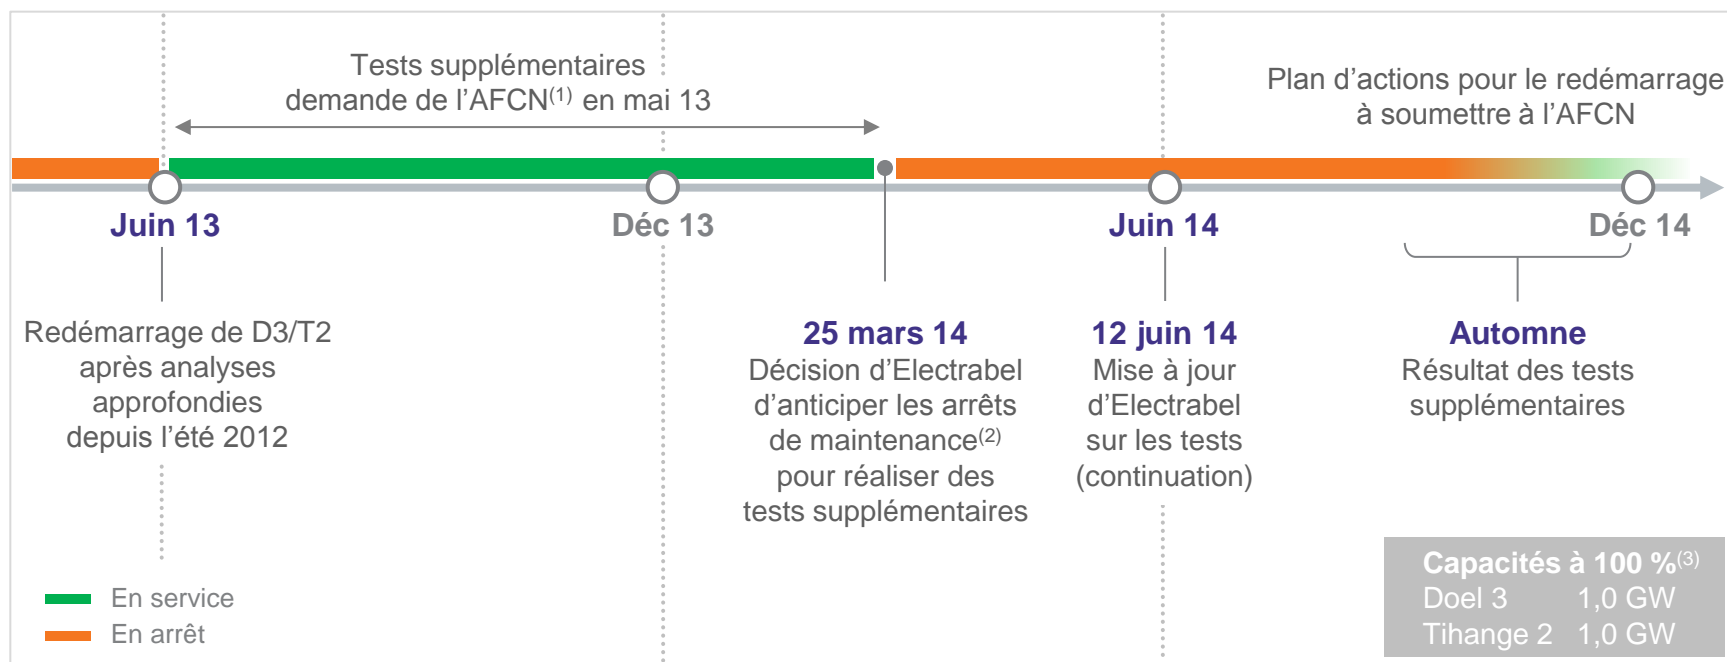 Tests supplémentaires
demande de l’AFCN(1) en mai 13
Plan d’actions pour le redémarrage
à soumettre à l’AFCN
Juin 13
Déc 13
Juin 14
Déc 14
Redémarrage de D3/T2
après analyses
approfondies
depuis l’été 2012
25 mars 14
Décision d’Electrabel
d’anticiper les arrêts
de maintenance(2)
pour réaliser des
tests supplémentaires
12 juin 14
Mise à jour
d’Electrabel
sur les tests
(continuation)
Automne
Résultat des tests
supplémentaires
En service
En arrêt
Capacités à 100 %(3)
Doel 3 1,0 GW
Tihange 2 1,0 GW